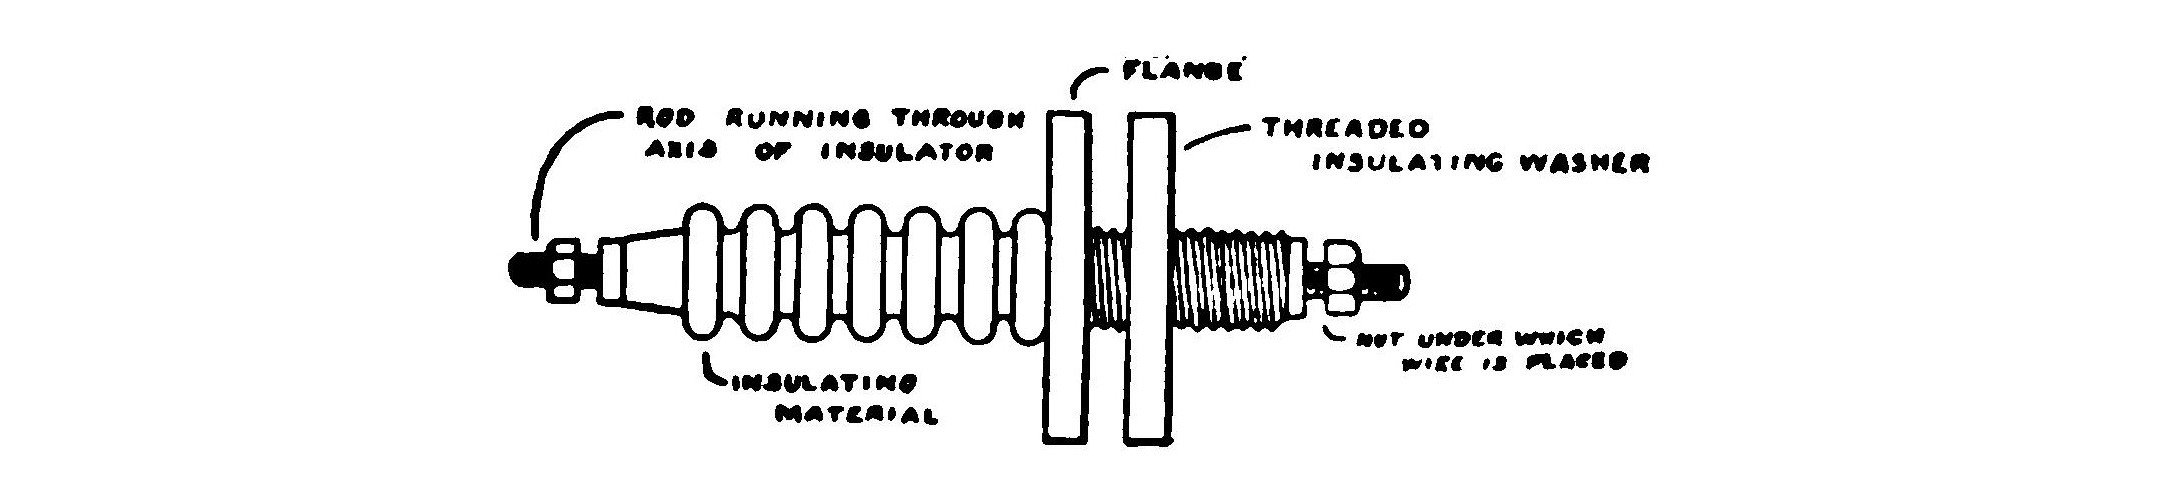 FLANGE
ROD RUNNING THROUGH
AXIS OF INSULATOR
THREADED
INSULATING WASHER
NUT UNDER WHICH
WIRE IS PLACED
INSULATING
MATERIAL